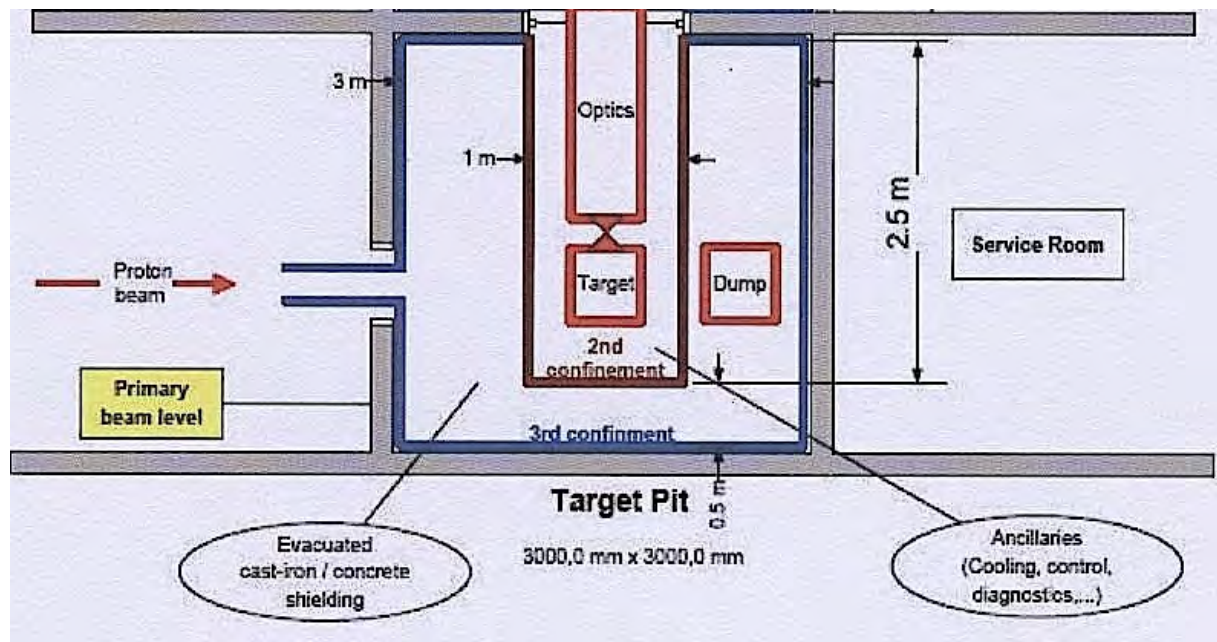 3 m
Optics
1 m
2.5 m
Service Room
Proton
beam
Target
Dump
2nd
confinement
Primary
beam level
3rd confinment
0.5 m
Target Pit
3000,0 mm x 3000,0 mm
Evacuated
cast-iron / concrete
shielding
Ancillaries
(Cooling, control,
diagnostics,...)